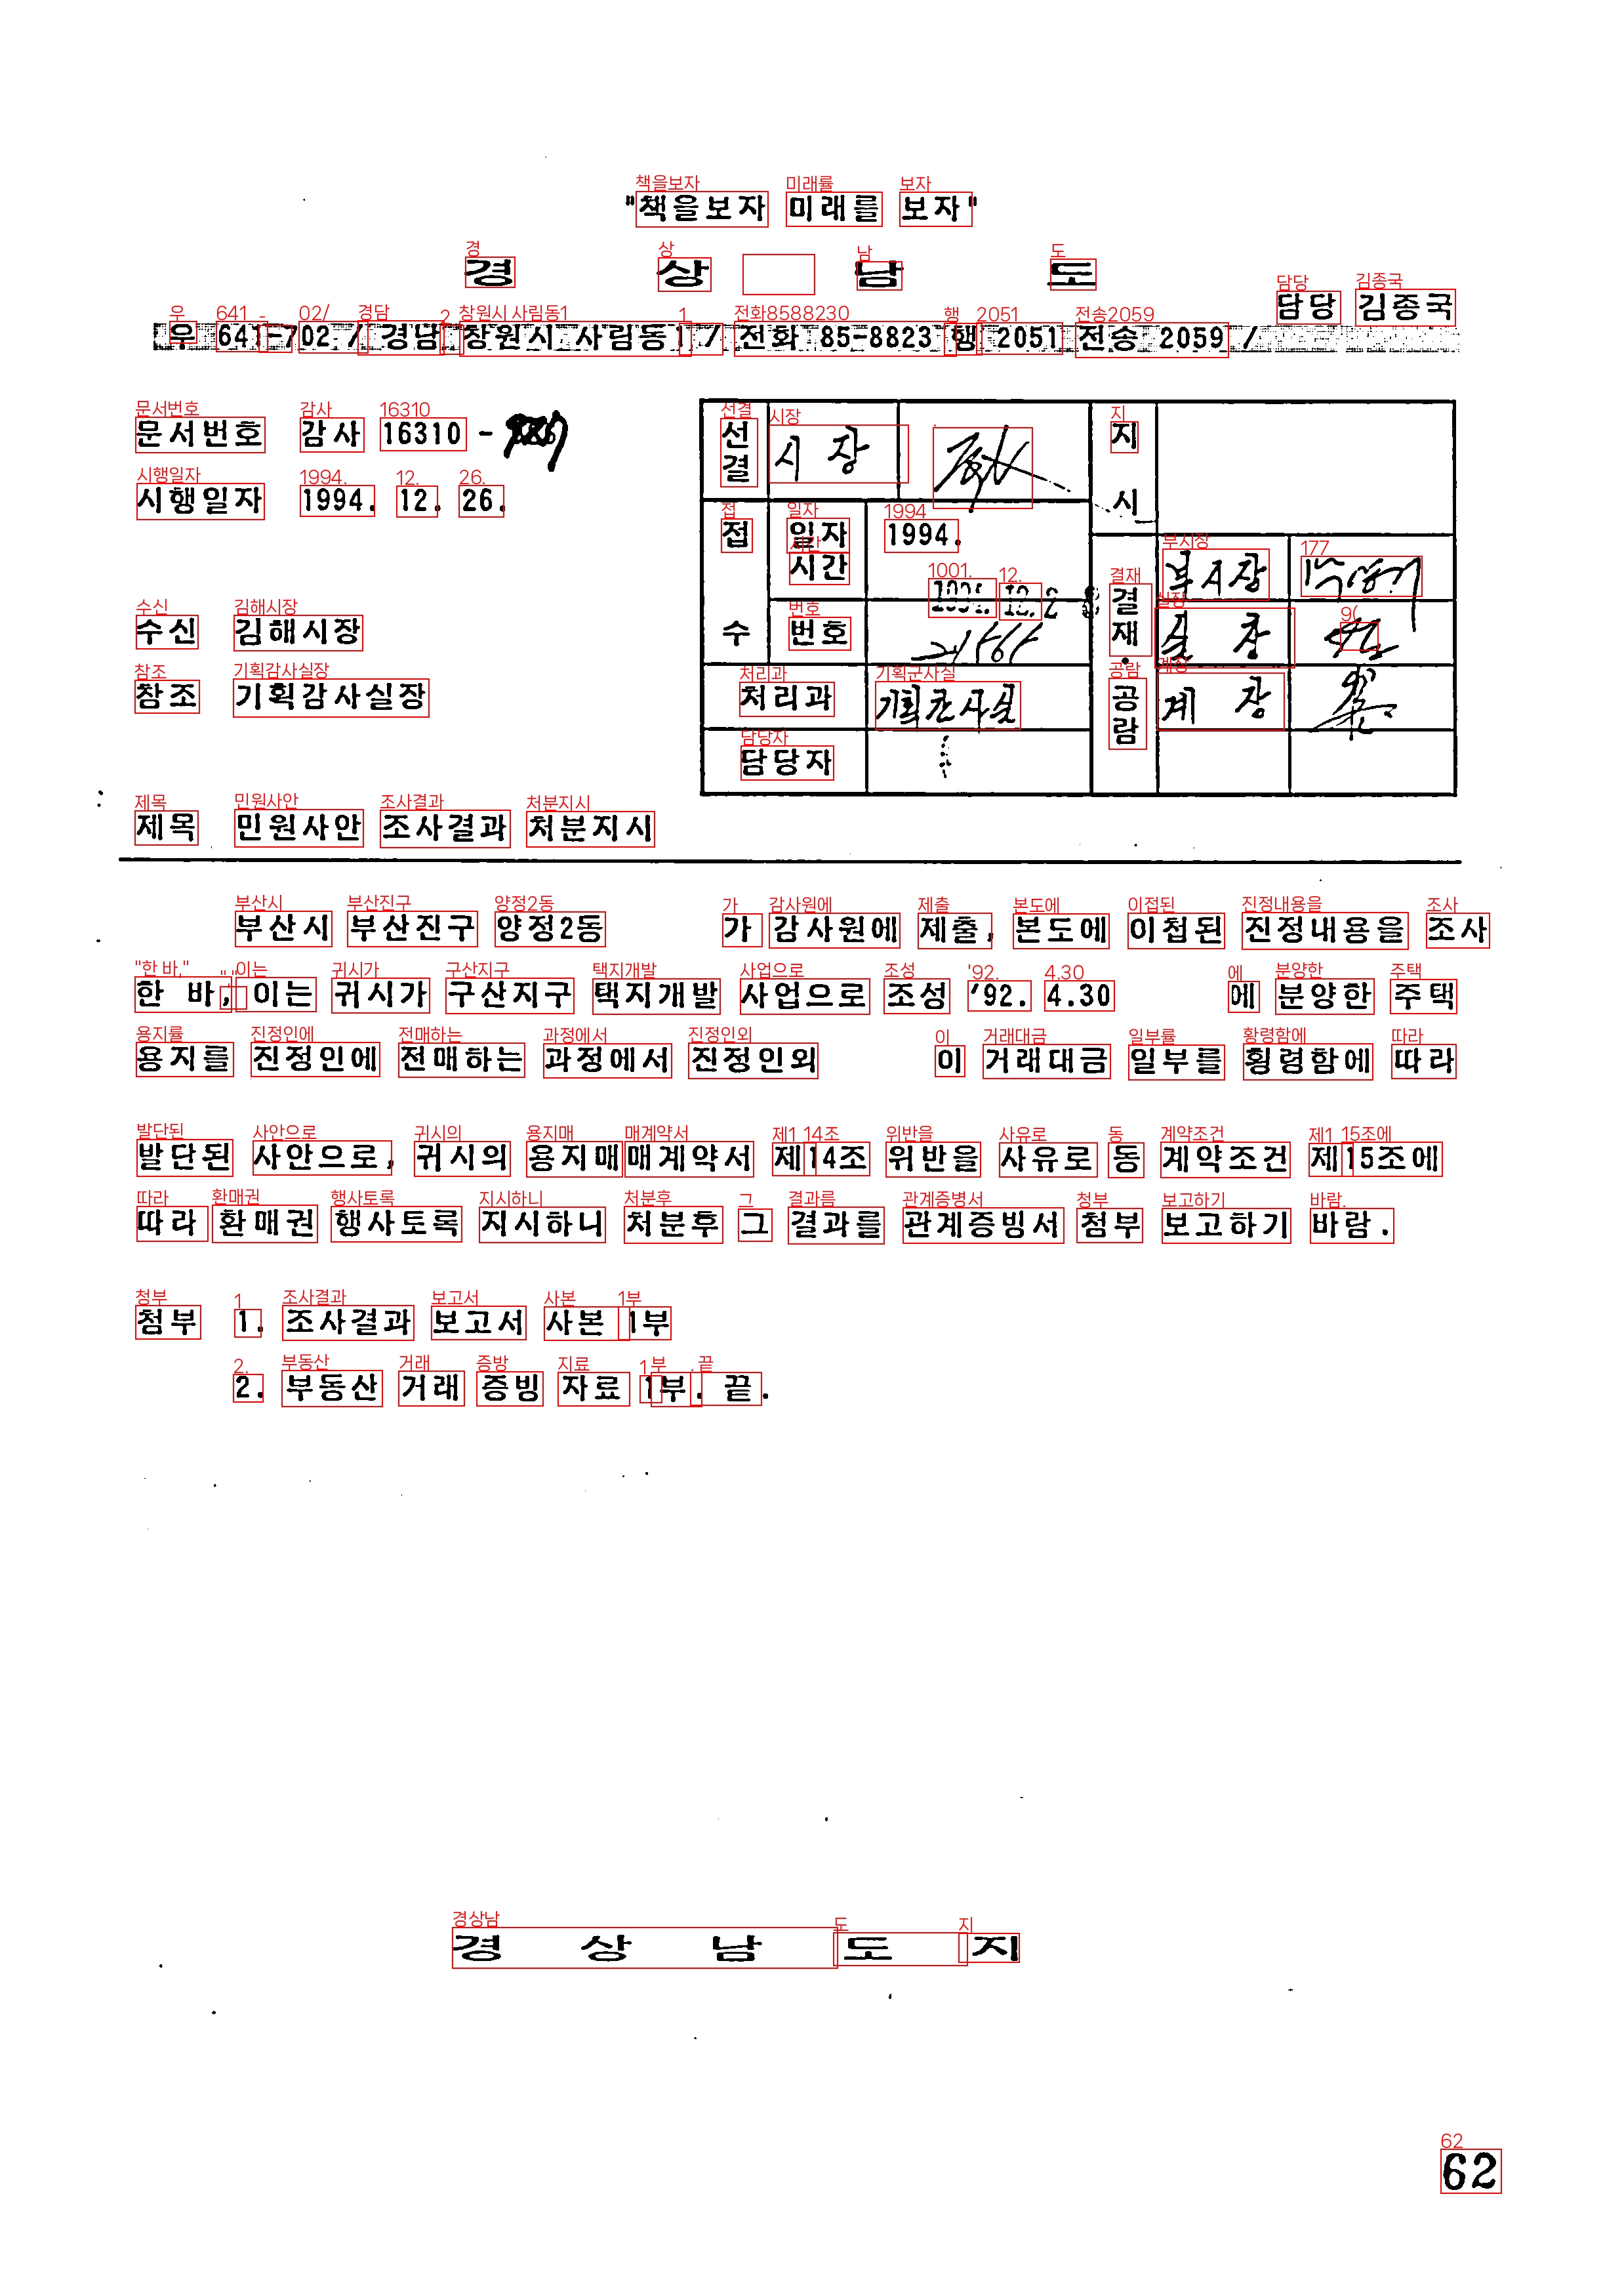 "책을보자 미래를 보자"
경 상 남 도
담당 김종국
우 641-702 / 경남 창원시 사림동 1 / 전화 85-8823 행 2051 전송 2059 /
문서번호 감사 16310 -
시행일자 1994. 12. 26.
수신 김해시장
참조 기획감사실장
선결 시장 지시
접수 일자 시간 1994.
번호
결재·공람 부시장
실장
처리과 기획감사실 계장
담당자
제목 민원사안 조사결과 처분지시
부산시 부산진구 양정2동 가 감사원에 제출, 본도에 이첩된 진정내용을 조사
한 바, 이는 귀시가 구산지구 택지개발 사업으로 조성 '92. 4.30 에 분양한 주택
용지를 진정인에 전매하는 과정에서 진정인외 이 거래대금 일부를 횡령함에 따라
발단된 사안으로, 귀시의 용지매매계약서 제14조 위반을 사유로 동 계약조건 제15조에
따라 환매권 행사토록 지시하니 처분후 그 결과를 관계증빙서 첨부 보고하기 바람.
첨부 1. 조사결과 보고서 사본 1부
2. 부동산 거래 증빙 자료 1부. 끝.
경 상 남 도 지
62